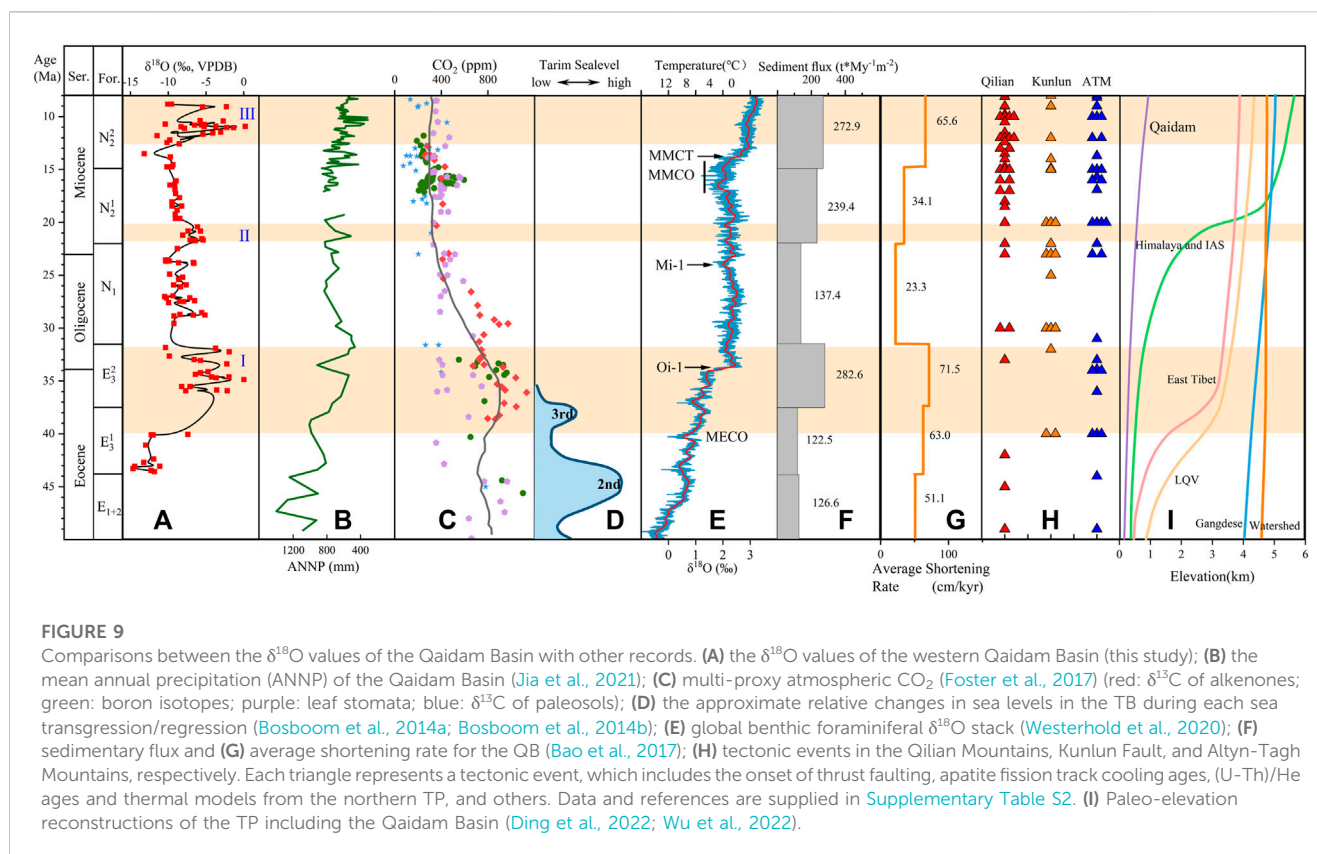 Age
(Ma)
Ser.
For.
δ¹⁸O (‰, VPDB)
-15 -10 -5 0
CO₂ (ppm)
0 400 800
Tarim Sealevel
low high
Temperature(°C)
12 8 4 0
Sediment flux (t*My⁻¹m⁻²)
200 400
Qilian Kunlun ATM
10
15
20
25
30
35
40
45
Miocene
Oligocene
Eocene
N₂²
N₂¹
N₁
E₃²
E₃¹
E₁₊₂
III
II
I
MMCT
MMCO
Mi-1
Oi-1
MECO
3rd
2nd
272.9
239.4
137.4
282.6
122.5
126.6
65.6
34.1
23.3
71.5
63.0
51.1
Qaidam
Himalaya and IAS
East Tibet
LQV
Gangdese
Watershed
A B C D E F G H I
1200 800 400
ANNP (mm)
0 1 2 3
δ¹⁸O (‰)
0 100
Average Shortening
Rate (cm/kyr)
0 1 2 3 4 5 6
Elevation(km)
FIGURE 9
Comparisons between the δ¹⁸O values of the Qaidam Basin with other records. (A) the δ¹⁸O values of the western Qaidam Basin (this study); (B) the
mean annual precipitation (ANNP) of the Qaidam Basin (Jia et al., 2021); (C) multi-proxy atmospheric CO₂ (Foster et al., 2017) (red: δ¹³C of alkenones;
green: boron isotopes; purple: leaf stomata; blue: δ¹³C of paleosols); (D) the approximate relative changes in sea levels in the TB during each sea
transgression/regression (Bosboom et al., 2014a; Bosboom et al., 2014b); (E) global benthic foraminiferal δ¹⁸O stack (Westerhold et al., 2020); (F)
sedimentary flux and (G) average shortening rate for the QB (Bao et al., 2017); (H) tectonic events in the Qilian Mountains, Kunlun Fault, and Altyn-Tagh
Mountains, respectively. Each triangle represents a tectonic event, which includes the onset of thrust faulting, apatite fission track cooling ages, (U-Th)/He
ages and thermal models from the northern TP, and others. Data and references are supplied in Supplementary Table S2. (I) Paleo-elevation
reconstructions of the TP including the Qaidam Basin (Ding et al., 2022; Wu et al., 2022).